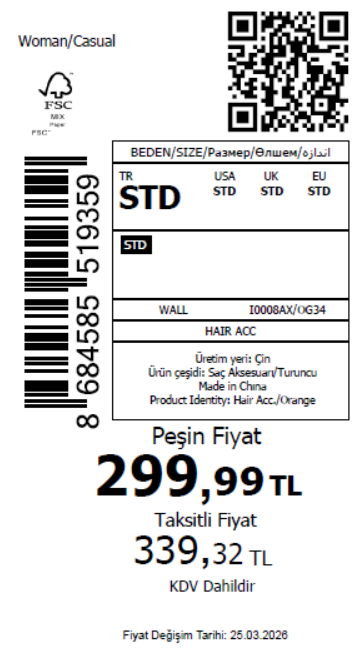 Woman/Casual
FSC
MIX
Paper
FSC™
BEDEN/SIZE/Размер/Өлшем/اندازه
TR USA UK EU
STD STD STD STD
STD
WALL I0008AX/OG34
HAIR ACC
Üretim yeri: Çin
Ürün çeşidi: Saç Aksesuarı/Turuncu
Made in China
Product Identity: Hair Acc./Orange
8 684585 519359
Peşin Fiyat
299,99 TL
Taksitli Fiyat
339,32 TL
KDV Dahildir
Fiyat Değişim Tarihi: 25.03.2026